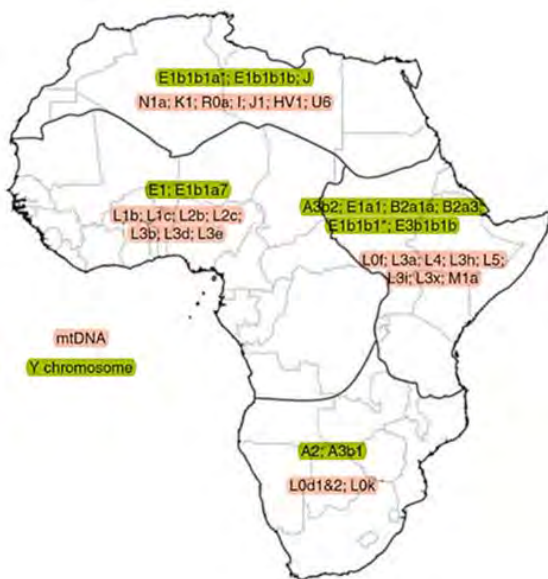 E1b1b1a*; E1b1b1b; J
N1a; K1; R0a; I; J1; HV1; U6
E1; E1b1a7
L1b; L1c; L2b; L2c;
L3b; L3d; L3e
A3b2; E1a1; B2a1a; B2a3*
E1b1b1*; E3b1b1b
L0f; L3a; L4; L3h; L5;
L3i; L3x; M1a
mtDNA
Y chromosome
A2; A3b1
L0d1&2; L0k